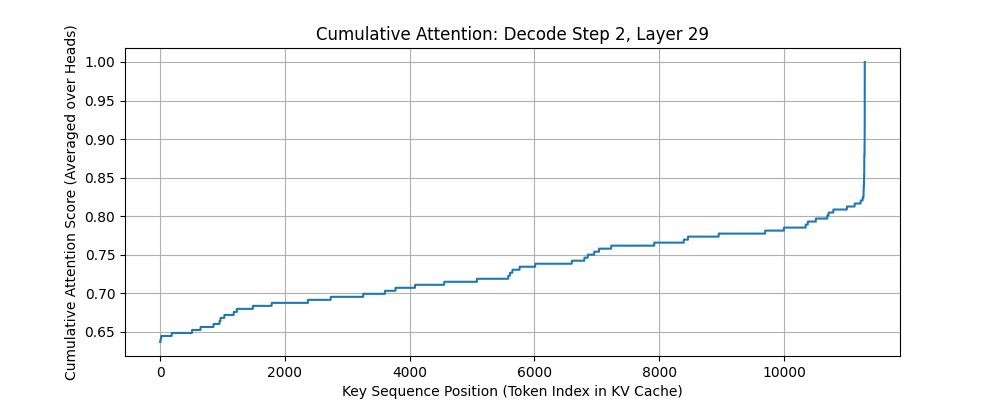 Cumulative Attention: Decode Step 2, Layer 29
Cumulative Attention Score (Averaged over Heads)
1.00
0.95
0.90
0.85
0.80
0.75
0.70
0.65
0 2000 4000 6000 8000 10000
Key Sequence Position (Token Index in KV Cache)